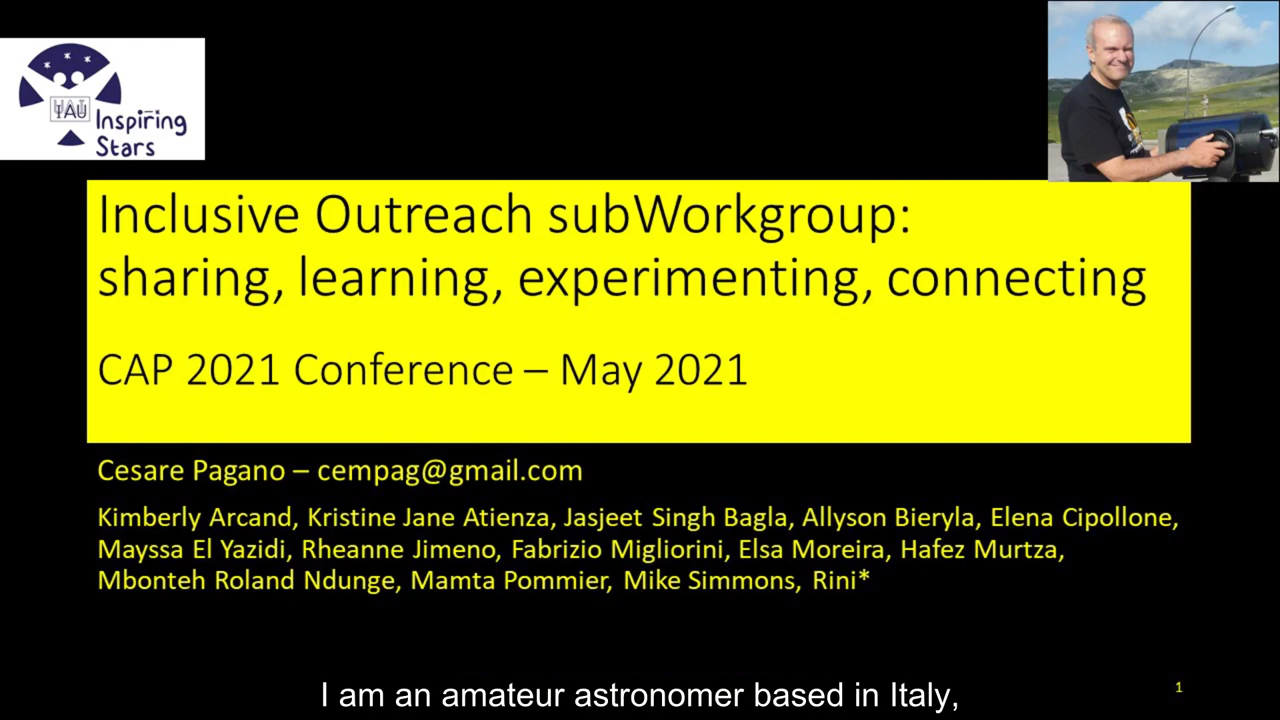 IAU
Inspiring
Stars
Inclusive Outreach subWorkgroup:
sharing, learning, experimenting, connecting
CAP 2021 Conference – May 2021
Cesare Pagano – cempag@gmail.com
Kimberly Arcand, Kristine Jane Atienza, Jasjeet Singh Bagla, Allyson Bieryla, Elena Cipollone,
Mayssa El Yazidi, Rheanne Jimeno, Fabrizio Migliorini, Elsa Moreira, Hafez Murtza,
Mbonteh Roland Ndunge, Mamta Pommier, Mike Simmons, Rini*
I am an amateur astronomer based in Italy,
1